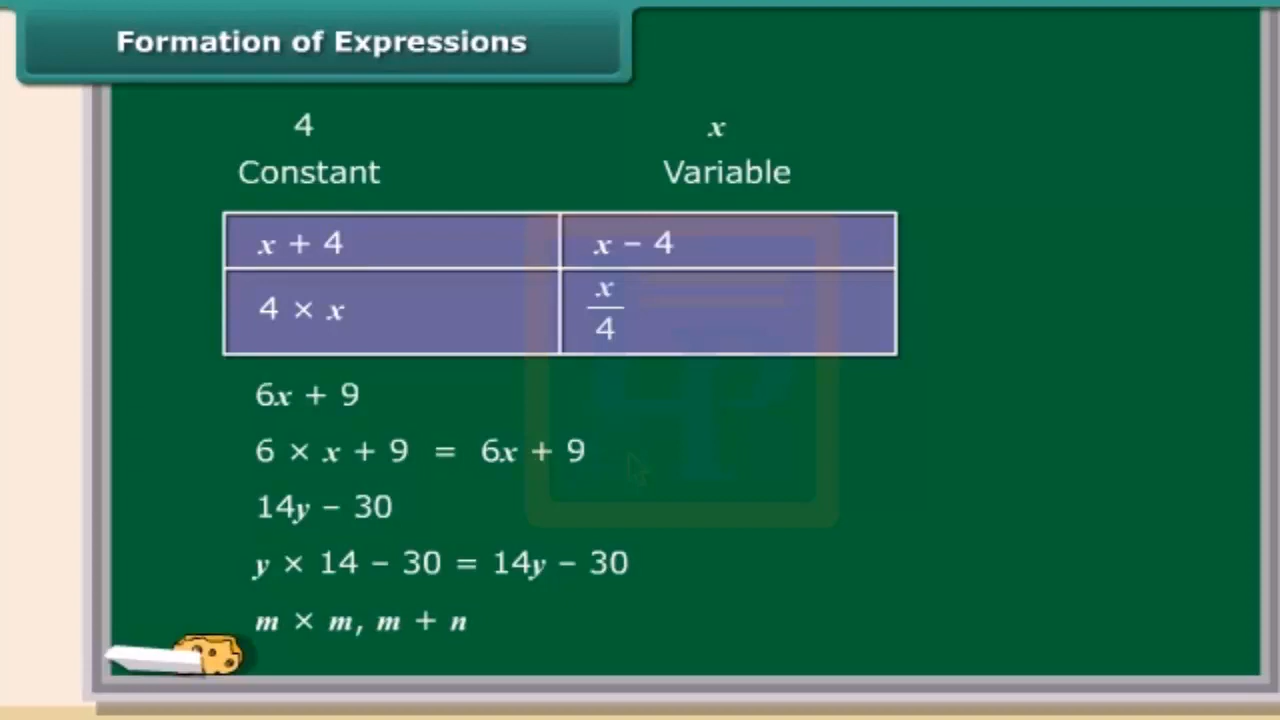 Formation of Expressions
4 x
Constant Variable
x + 4 x − 4
4 × x x/4
6x + 9
6 × x + 9 = 6x + 9
14y − 30
y × 14 − 30 = 14y − 30
m × m, m + n